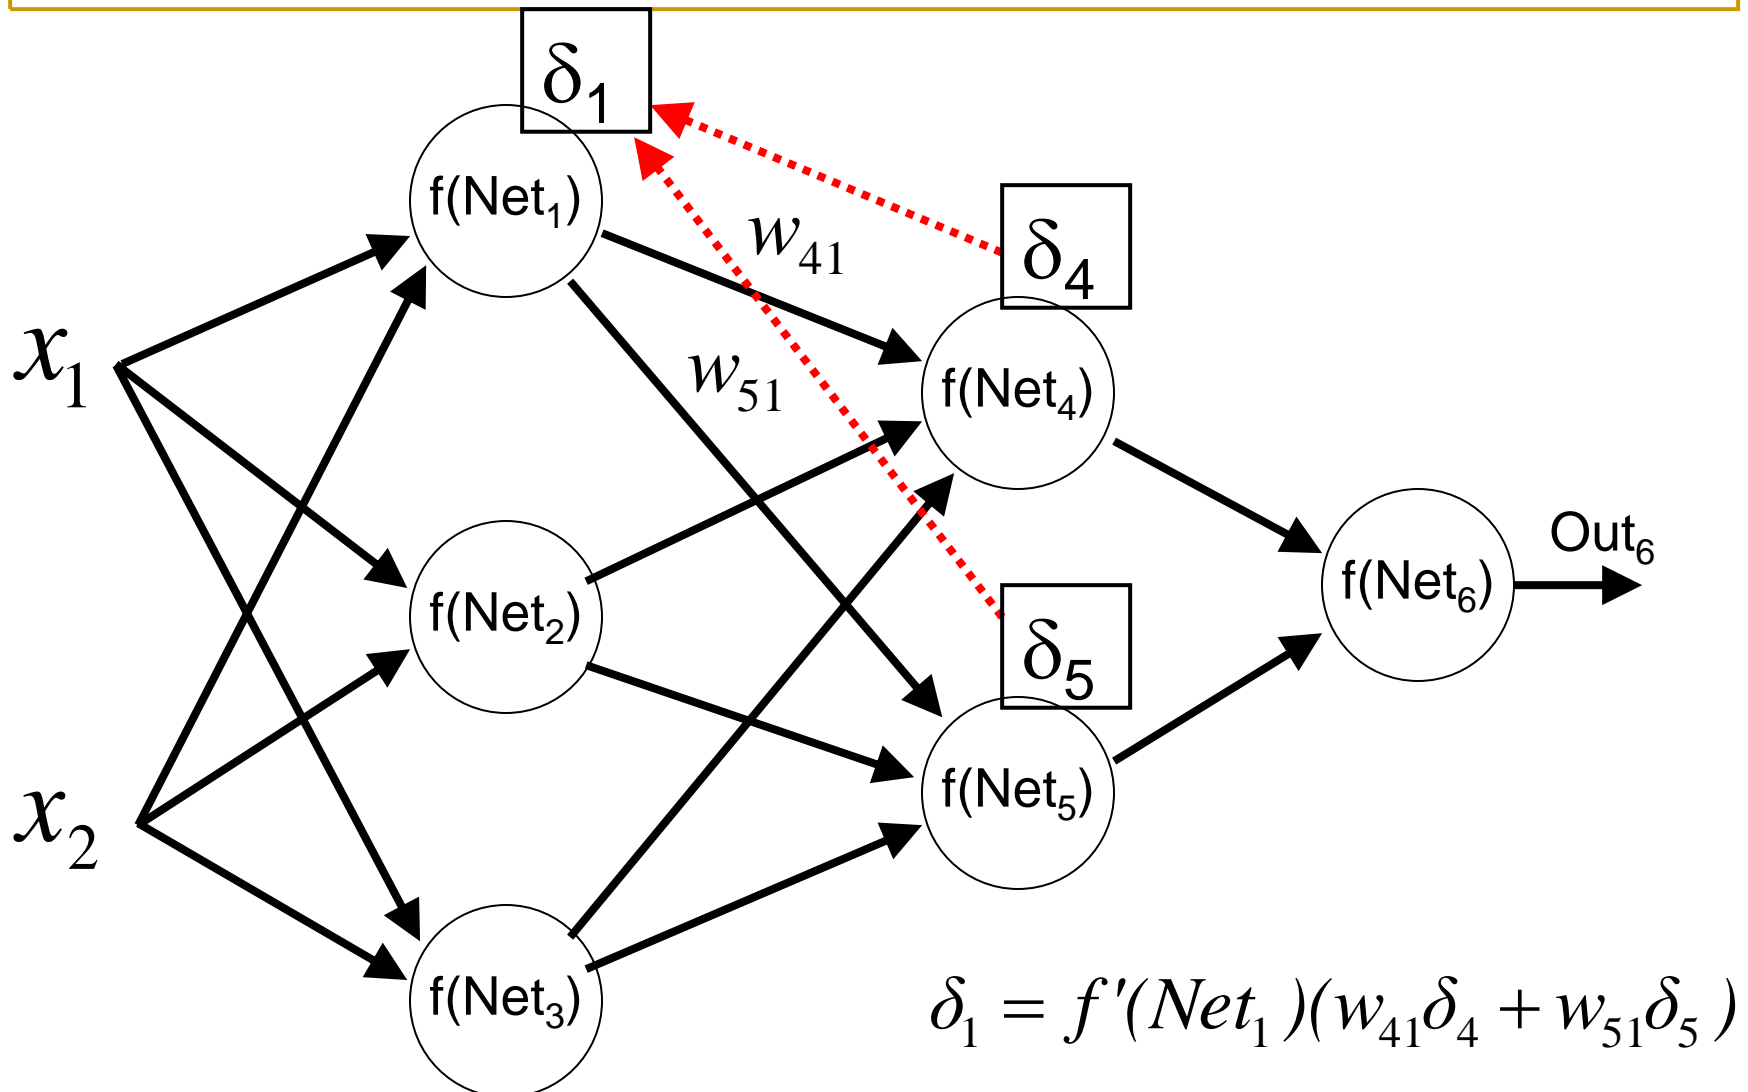 δ₁
f(Net₁)
w₄₁
δ₄
x₁
w₅₁
f(Net₄)
Out₆
f(Net₆)
f(Net₂)
δ₅
f(Net₅)
x₂
f(Net₃)
δ₁ = f '(Net₁)(w₄₁δ₄ + w₅₁δ₅ )